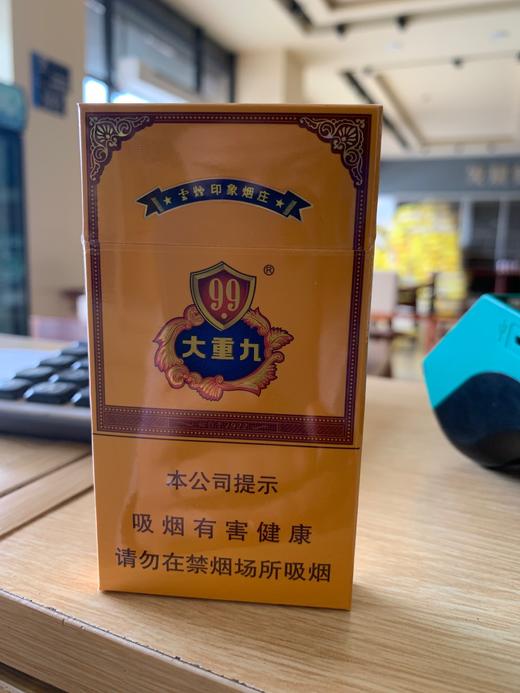 ★云烟印象烟庄★
99
®
大重九
本公司提示
吸烟有害健康
请勿在禁烟场所吸烟